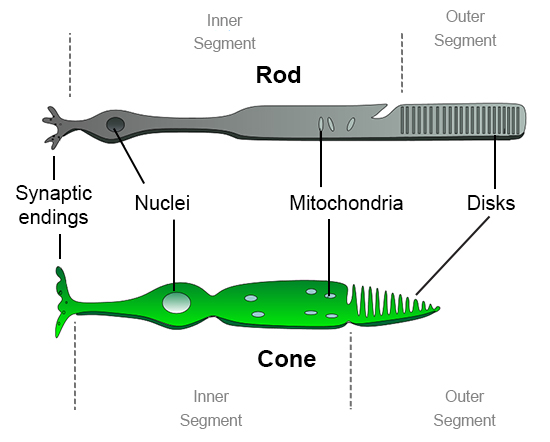 Inner
Segment
Outer
Segment
Rod
Synaptic
endings
Nuclei
Mitochondria
Disks
Cone
Inner
Segment
Outer
Segment